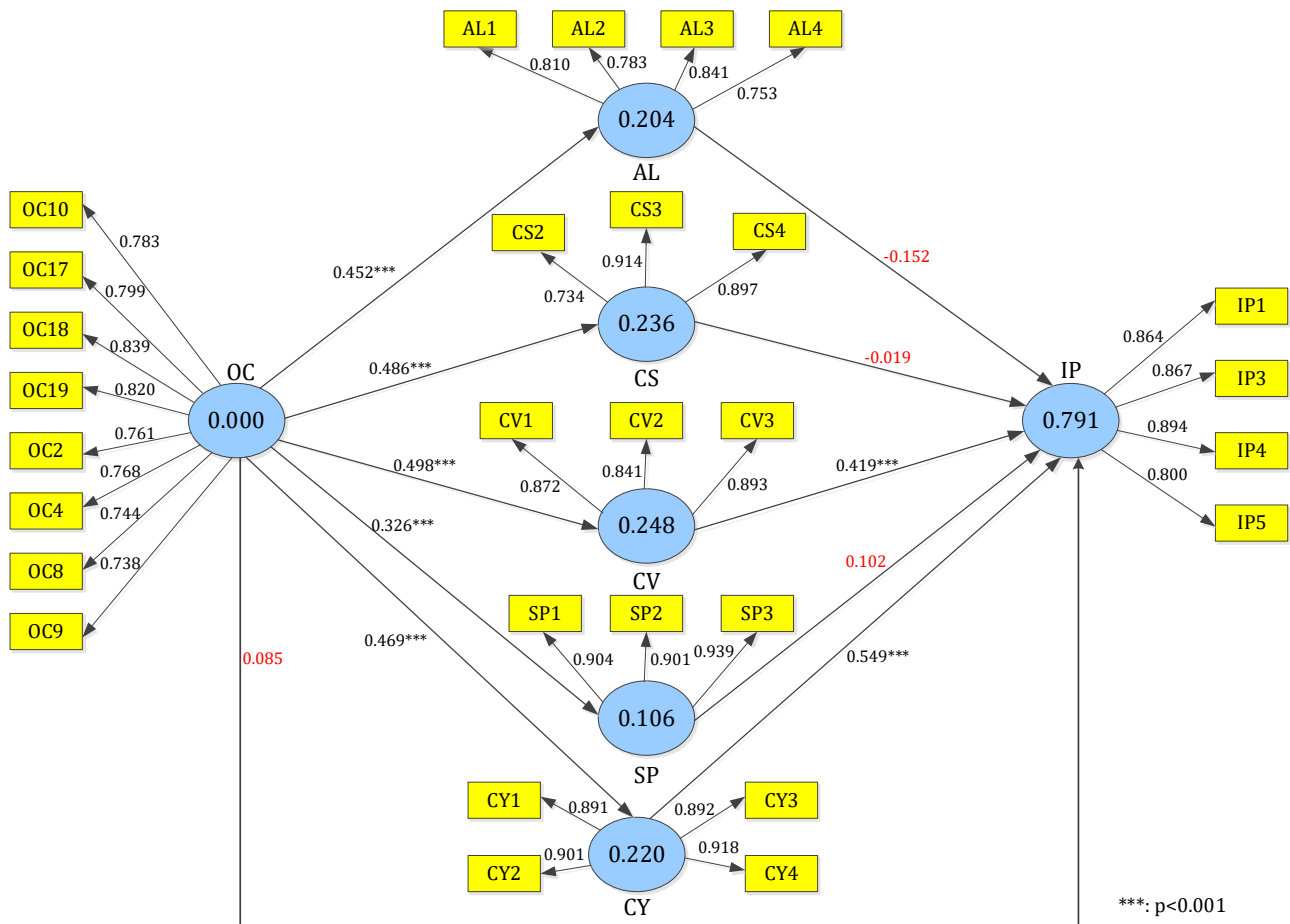 AL1
AL2
AL3
AL4
0.810
0.783
0.841
0.753
0.204
AL
OC10
OC17
OC18
OC19
OC2
OC4
OC8
OC9
0.783
0.799
0.839
0.820
0.761
0.768
0.744
0.738
OC
0.000
0.452***
0.486***
0.498***
0.326***
0.469***
0.085
CS2
CS3
CS4
0.734
0.914
0.897
0.236
CS
CV1
CV2
CV3
0.872
0.841
0.893
0.248
CV
SP1
SP2
SP3
0.904
0.901
0.939
0.106
SP
CY1
CY2
CY3
CY4
0.891
0.901
0.892
0.918
0.220
CY
-0.152
-0.019
0.419***
0.102
0.549***
IP
0.791
0.864
0.867
0.894
0.800
IP1
IP3
IP4
IP5
***: p<0.001